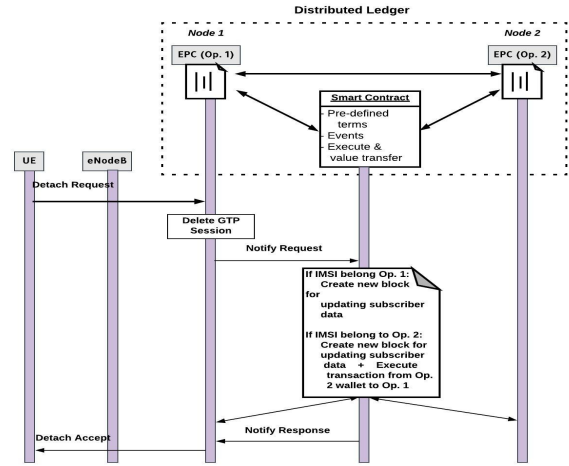 Distributed Ledger
Node 1
Node 2
EPC (Op. 1)
EPC (Op. 2)
Smart Contract
- Pre-defined
terms
- Events
- Execute &
value transfer
UE
eNodeB
Detach Request
Delete GTP
Session
Notify Request
If IMSI belong Op. 1:
Create new block
for
updating subscriber
data
If IMSI belong to Op. 2:
Create new block for
updating subscriber
data + Execute
transaction from Op.
2 wallet to Op. 1
Notify Response
Detach Accept